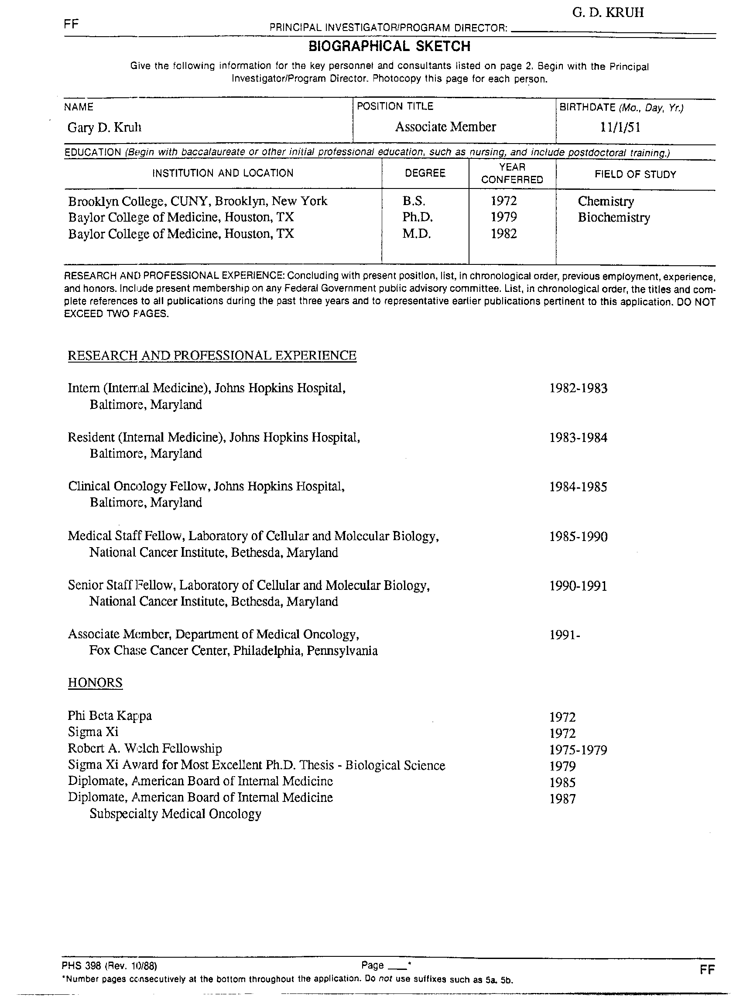 G. D. KRUH
FF
PRINCIPAL INVESTIGATOR/PROGRAM DIRECTOR:
BIOGRAPHICAL SKETCH
Give the following information for the key personnel and consultants listed on page 2. Begin with the Principal
Investigator/Program Director. Photocopy this page for each person.
NAME POSITION TITLE BIRTHDATE (Mo., Day, Yr.)
Gary D. Kruh Associate Member 11/1/51
EDUCATION (Begin with baccalaureate or other initial professional education, such as nursing, and include postdoctoral training.)
INSTITUTION AND LOCATION DEGREE YEAR CONFERRED FIELD OF STUDY
Brooklyn College, CUNY, Brooklyn, New York B.S. 1972 Chemistry
Baylor College of Medicine, Houston, TX Ph.D. 1979 Biochemistry
Baylor College of Medicine, Houston, TX M.D. 1982
RESEARCH AND PROFESSIONAL EXPERIENCE: Concluding with present position, list, in chronological order, previous employment, experience,
and honors. Include present membership on any Federal Government public advisory committee. List, in chronological order, the titles and com-
plete references to all publications during the past three years and to representative earlier publications pertinent to this application. DO NOT
EXCEED TWO PAGES.
RESEARCH AND PROFESSIONAL EXPERIENCE
Intern (Internal Medicine), Johns Hopkins Hospital, 1982-1983
Baltimore, Maryland
Resident (Internal Medicine), Johns Hopkins Hospital, 1983-1984
Baltimore, Maryland
Clinical Oncology Fellow, Johns Hopkins Hospital, 1984-1985
Baltimore, Maryland
Medical Staff Fellow, Laboratory of Cellular and Molecular Biology, 1985-1990
National Cancer Institute, Bethesda, Maryland
Senior Staff Fellow, Laboratory of Cellular and Molecular Biology, 1990-1991
National Cancer Institute, Bethesda, Maryland
Associate Member, Department of Medical Oncology, 1991-
Fox Chase Cancer Center, Philadelphia, Pennsylvania
HONORS
Phi Beta Kappa 1972
Sigma Xi 1972
Robert A. Welch Fellowship 1975-1979
Sigma Xi Award for Most Excellent Ph.D. Thesis - Biological Science 1979
Diplomate, American Board of Internal Medicine 1985
Diplomate, American Board of Internal Medicine 1987
Subspecialty Medical Oncology
PHS 398 (Rev. 10/88) Page ___* FF
*Number pages consecutively at the bottom throughout the application. Do not use suffixes such as 5a, 5b.